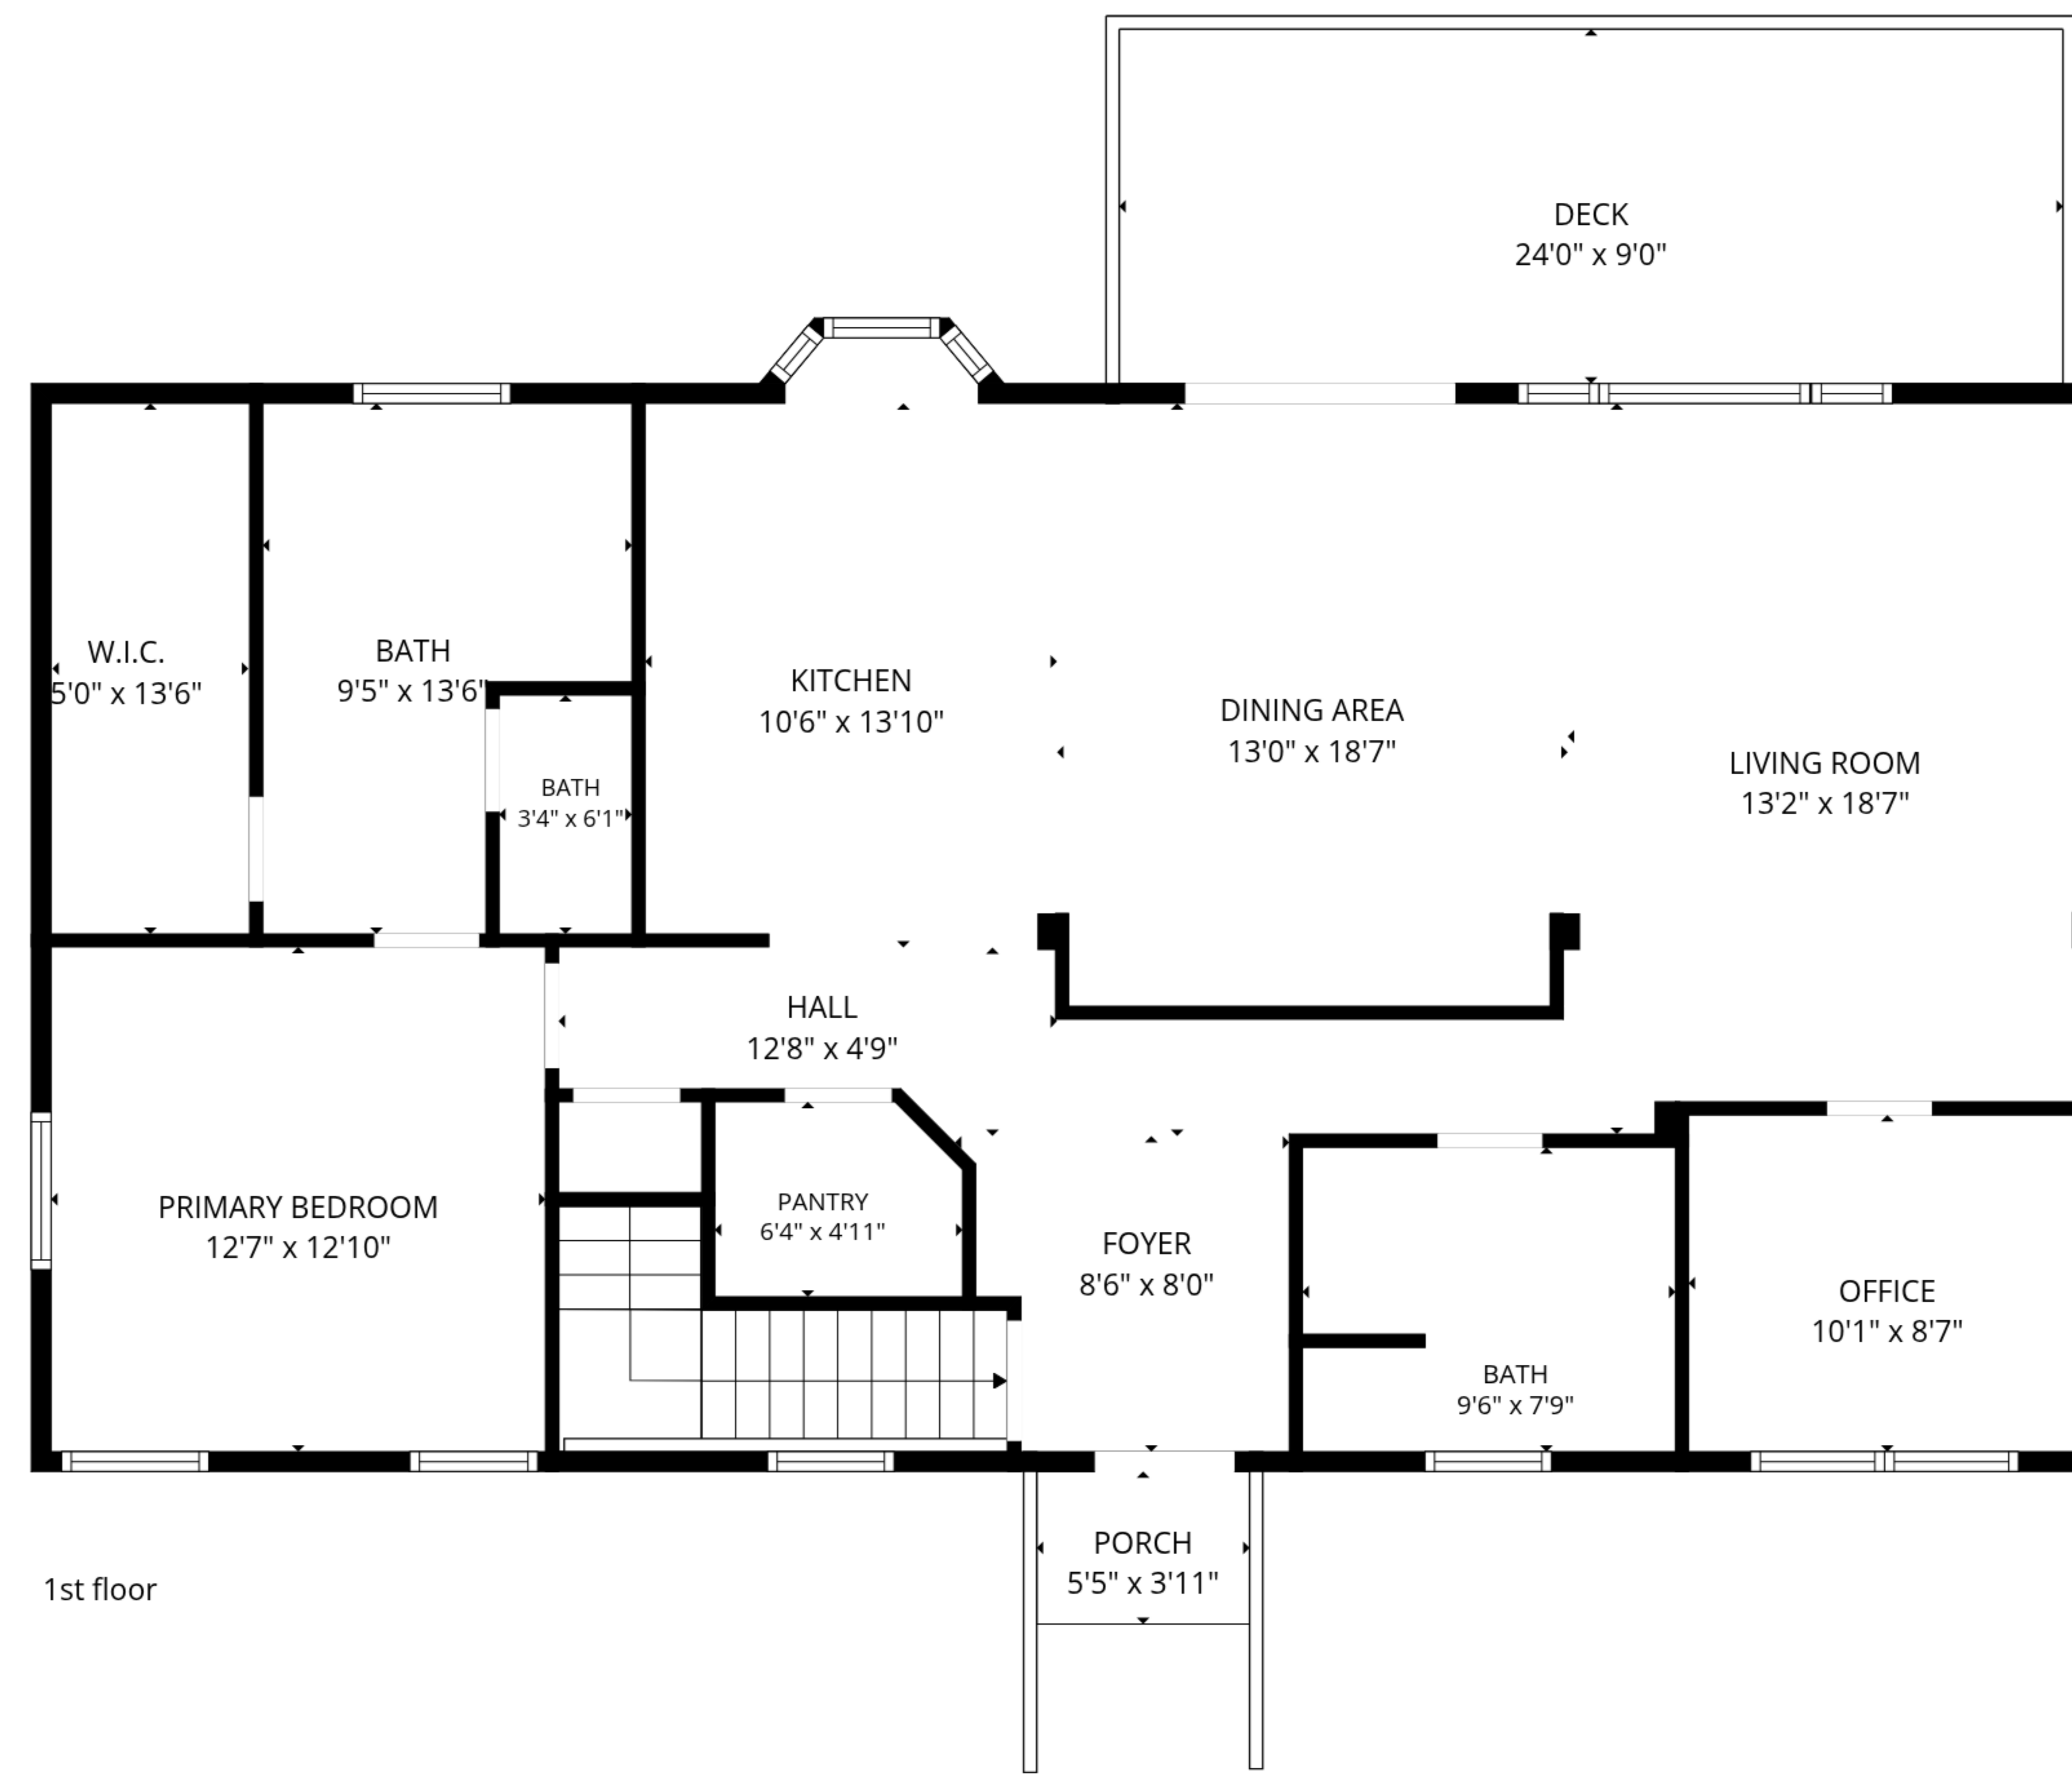 DECK
24'0" x 9'0"
W.I.C.
5'0" x 13'6"
BATH
9'5" x 13'6"
BATH
3'4" x 6'1"
KITCHEN
10'6" x 13'10"
DINING AREA
13'0" x 18'7"
LIVING ROOM
13'2" x 18'7"
HALL
12'8" x 4'9"
PRIMARY BEDROOM
12'7" x 12'10"
PANTRY
6'4" x 4'11"
FOYER
8'6" x 8'0"
BATH
9'6" x 7'9"
OFFICE
10'1" x 8'7"
PORCH
5'5" x 3'11"
1st floor